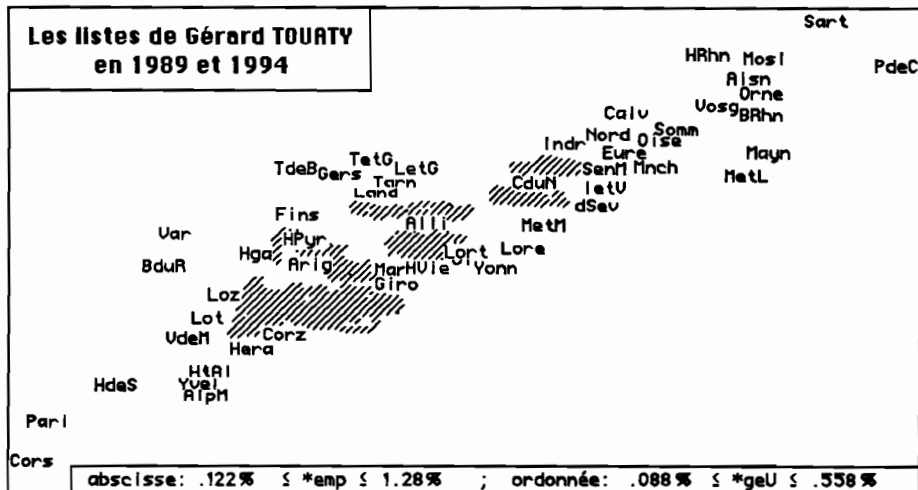 Les listes de Gérard TOUATY
en 1989 et 1994
Sart
HRhn Mosl
PdeC
Aisn
Orne
Vosg BRhn
Calv
Somm
Indr Nord Oise
Eure
Mayn
TetG
TdeB Gers LetG
SenM Mnch
MetL
Tarn
Land
CduN
IetV
dSev
Fins
Alli
MetM
Var
HPyr
Hga
Lort Lore
BduR
Arig
Mar HVie Yonn
Giro
Loz
Lot
VdeM Corz
Hera
HtAl
HdeS Yvel
AlpM
Pari
Cors
abscisse: .122% ≤ *emp ≤ 1.28% ; ordonnée: .088% ≤ *geU ≤ .558%